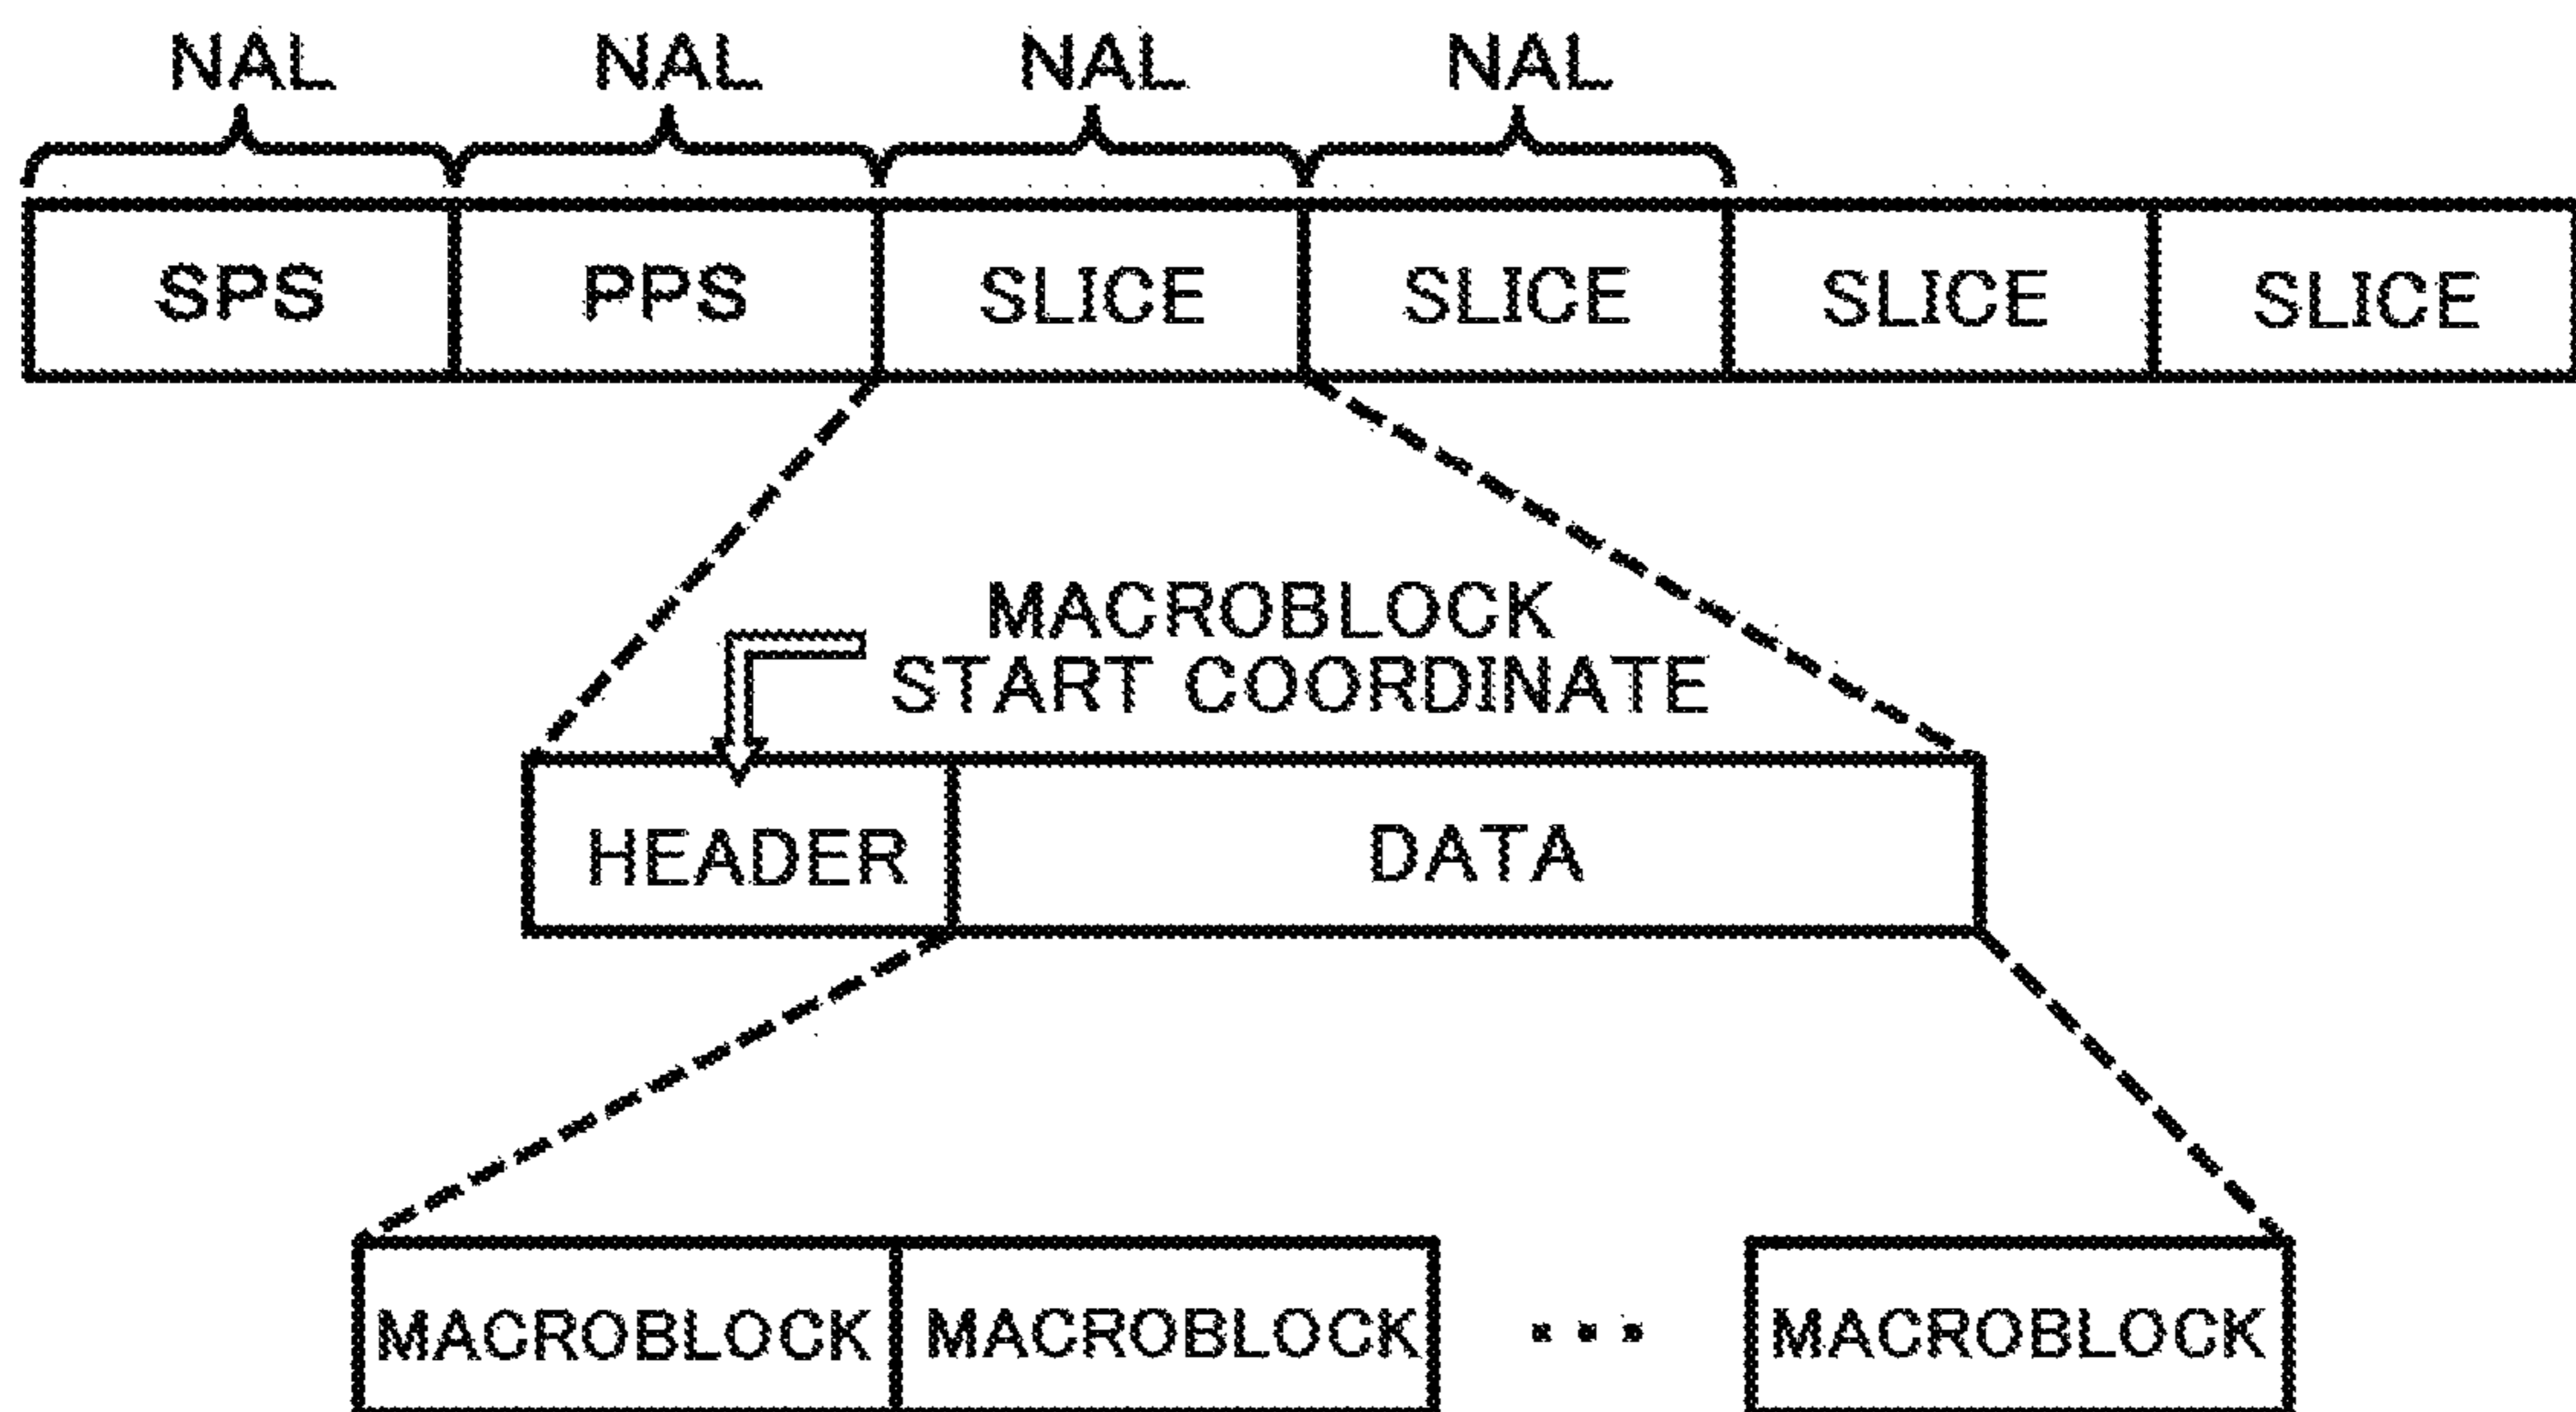 NAL NAL NAL NAL
SPS PPS SLICE SLICE SLICE SLICE
MACROBLOCK
START COORDINATE
HEADER DATA
MACROBLOCK MACROBLOCK ... MACROBLOCK